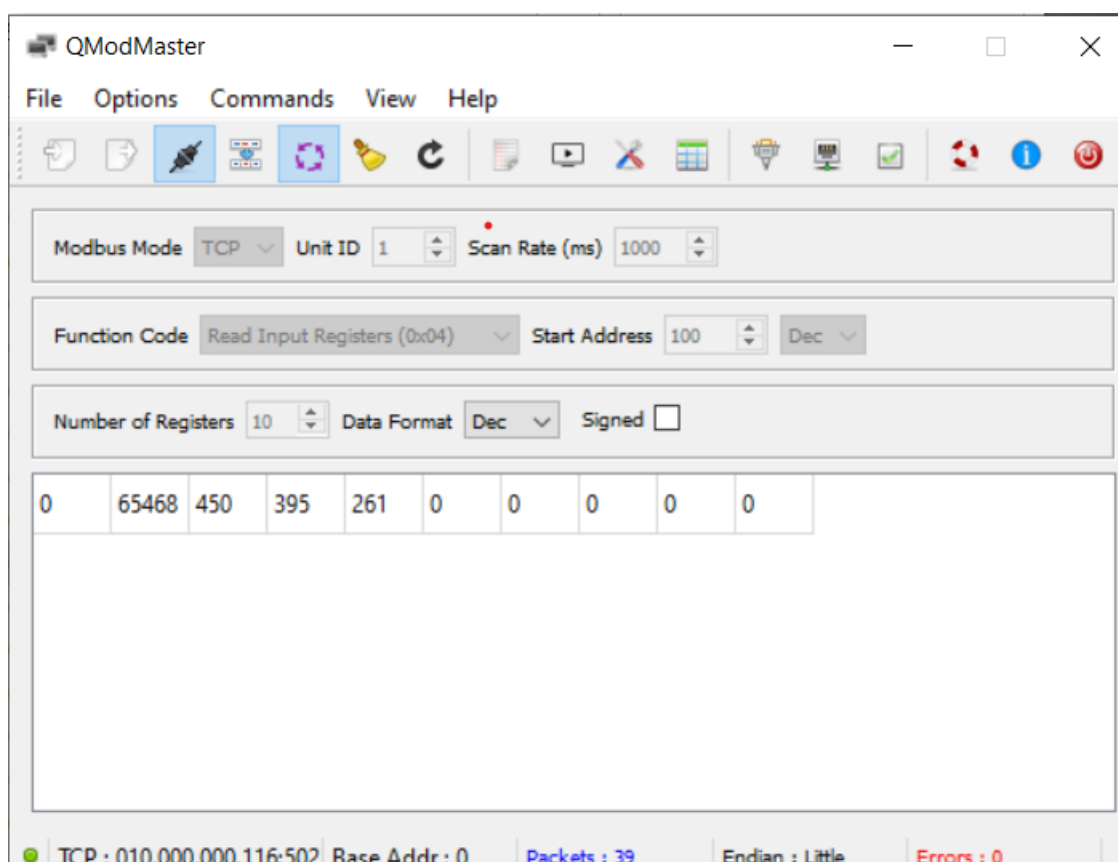 QModMaster
File Options Commands View Help
Modbus Mode TCP Unit ID 1 Scan Rate (ms) 1000
Function Code Read Input Registers (0x04) Start Address 100 Dec
Number of Registers 10 Data Format Dec Signed
0 65468 450 395 261 0 0 0 0 0
TCP : 010.000.000.116:502 Base Addr : 0 Packets : 39 Endian : Little Errors : 0